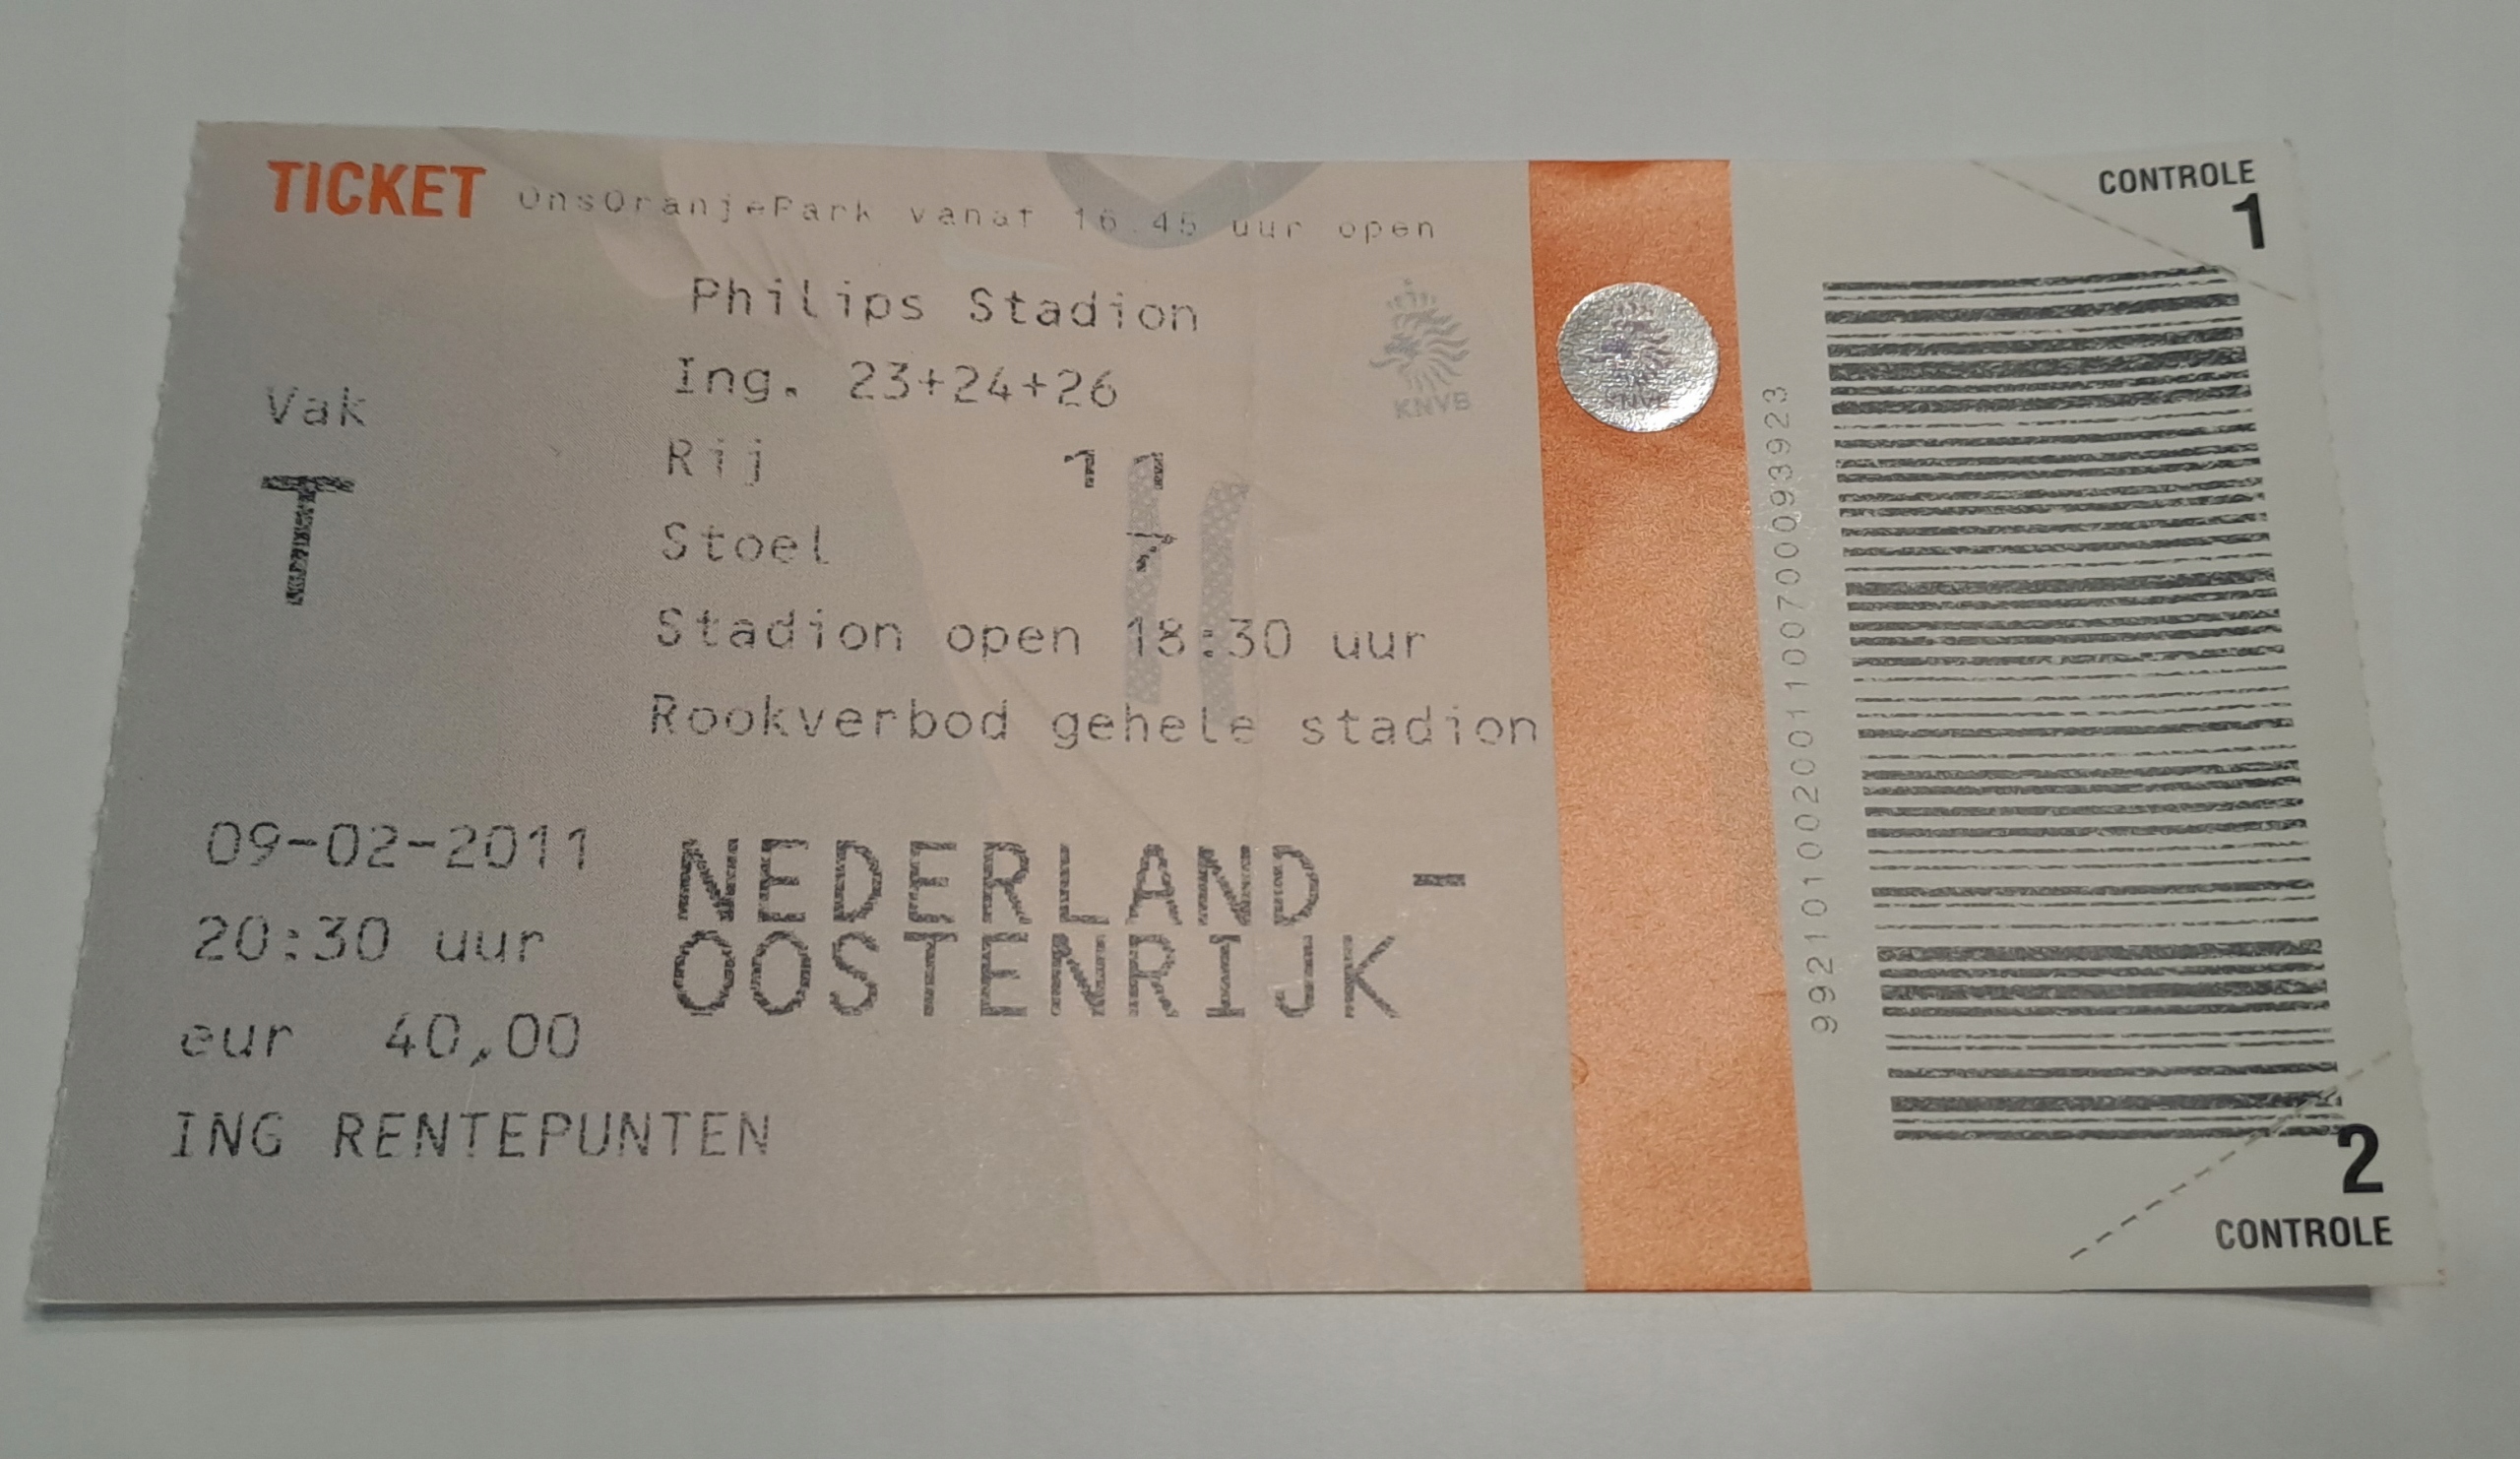 TICKET OnsOranjePark vanaf 16.45 uur open
Philips Stadion
Ing. 23+24+26
Vak
T
Rij 11
Stoel 7
Stadion open 18:30 uur
Rookverbod gehele stadion
09-02-2011
20:30 uur
eur 40,00
ING RENTEPUNTEN
NEDERLAND -
OOSTENRIJK
KNVB
KNVB
992101002001100700093923
CONTROLE
1
2
CONTROLE